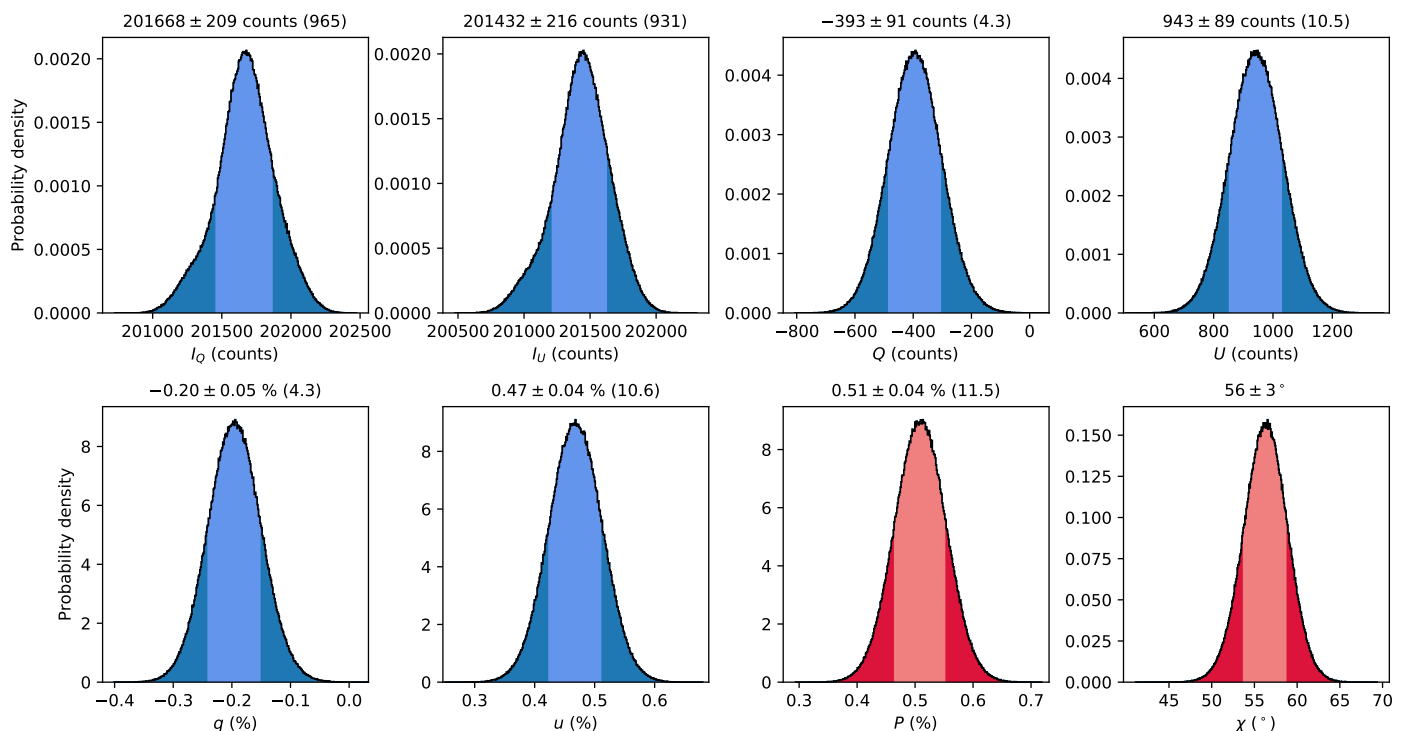 201668 ± 209 counts (965)
201432 ± 216 counts (931)
−393 ± 91 counts (4.3)
943 ± 89 counts (10.5)
Probability density
0.0020
0.0015
0.0010
0.0005
0.0000
201000 201500 202000 202500
I_Q (counts)
0.0020
0.0015
0.0010
0.0005
0.0000
200500 201000 201500 202000
I_U (counts)
0.004
0.003
0.002
0.001
0.000
−800 −600 −400 −200 0
Q (counts)
0.004
0.003
0.002
0.001
0.000
600 800 1000 1200
U (counts)
−0.20 ± 0.05 % (4.3)
0.47 ± 0.04 % (10.6)
0.51 ± 0.04 % (11.5)
56 ± 3°
Probability density
8
6
4
2
0
−0.4 −0.3 −0.2 −0.1 0.0
q (%)
8
6
4
2
0
0.3 0.4 0.5 0.6
u (%)
8
6
4
2
0
0.3 0.4 0.5 0.6 0.7
P (%)
0.150
0.125
0.100
0.075
0.050
0.025
0.000
45 50 55 60 65 70
χ (°)